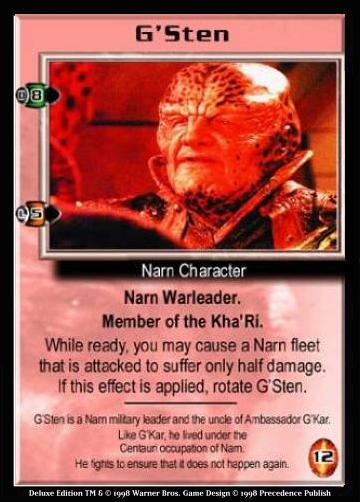 G'Sten
D 8
L 5
Narn Character
Narn Warleader.
Member of the Kha'Ri.
While ready, you may cause a Narn fleet
that is attacked to suffer only half damage.
If this effect is applied, rotate G'Sten.
G'Sten is a Narn military leader and the uncle of Ambassador G'Kar.
Like G'Kar, he lived under the
Centauri occupation of Narn.
He fights to ensure that it does not happen again.
12
Deluxe Edition TM & © 1998 Warner Bros. Game Design © 1998 Precedence Publish